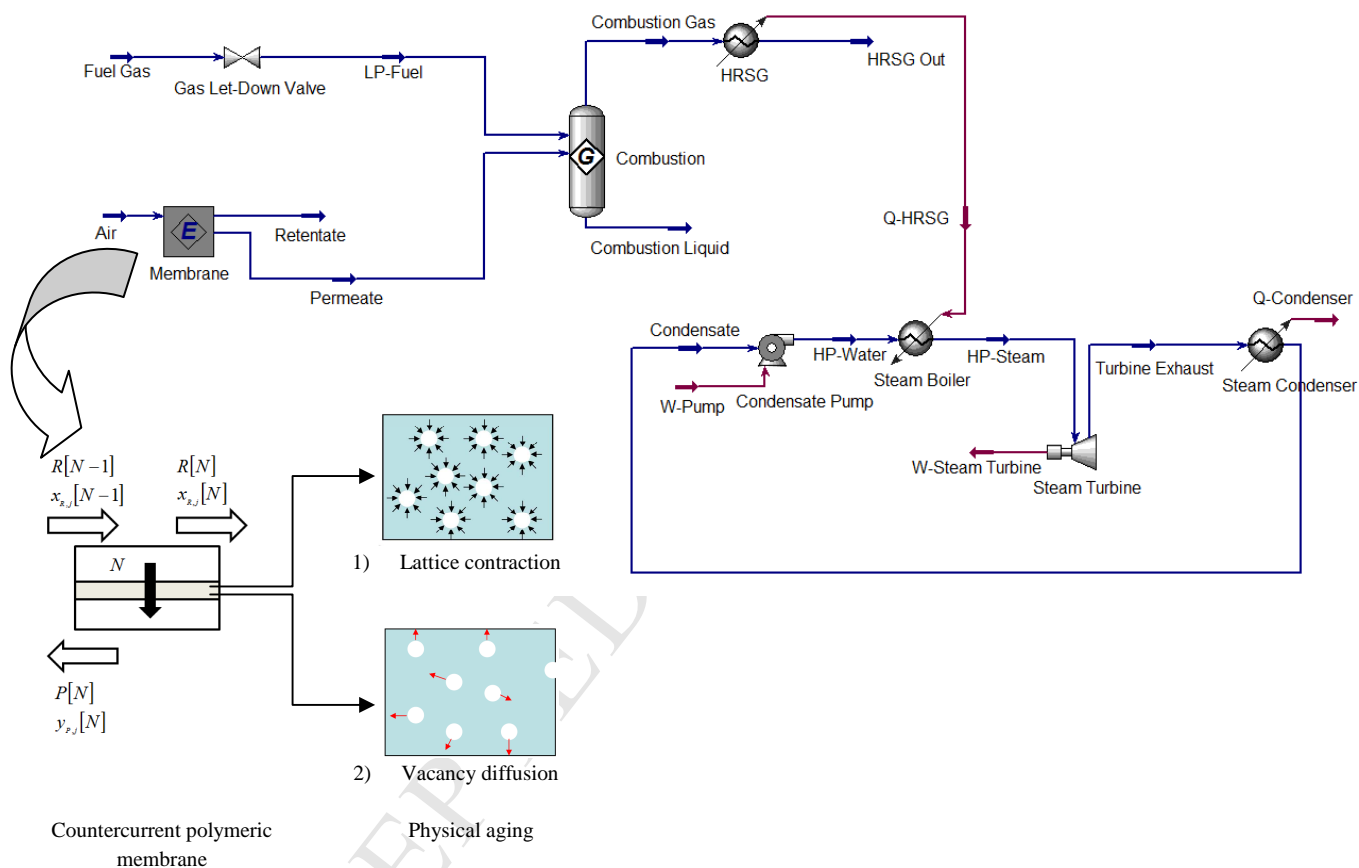 Combustion Gas
Fuel Gas
Gas Let-Down Valve
LP-Fuel
HRSG
HRSG Out
G
Combustion
Q-HRSG
Air
E
Membrane
Retentate
Permeate
Combustion Liquid
Q-Condenser
Condensate
HP-Water
HP-Steam
Turbine Exhaust
Steam Boiler
Steam Condenser
W-Pump
Condensate Pump
W-Steam Turbine
Steam Turbine
R[N−1]
x_{R,j}[N−1]
R[N]
x_{R,j}[N]
N
P[N]
y_{P,j}[N]
1) Lattice contraction
2) Vacancy diffusion
Countercurrent polymeric
membrane
Physical aging